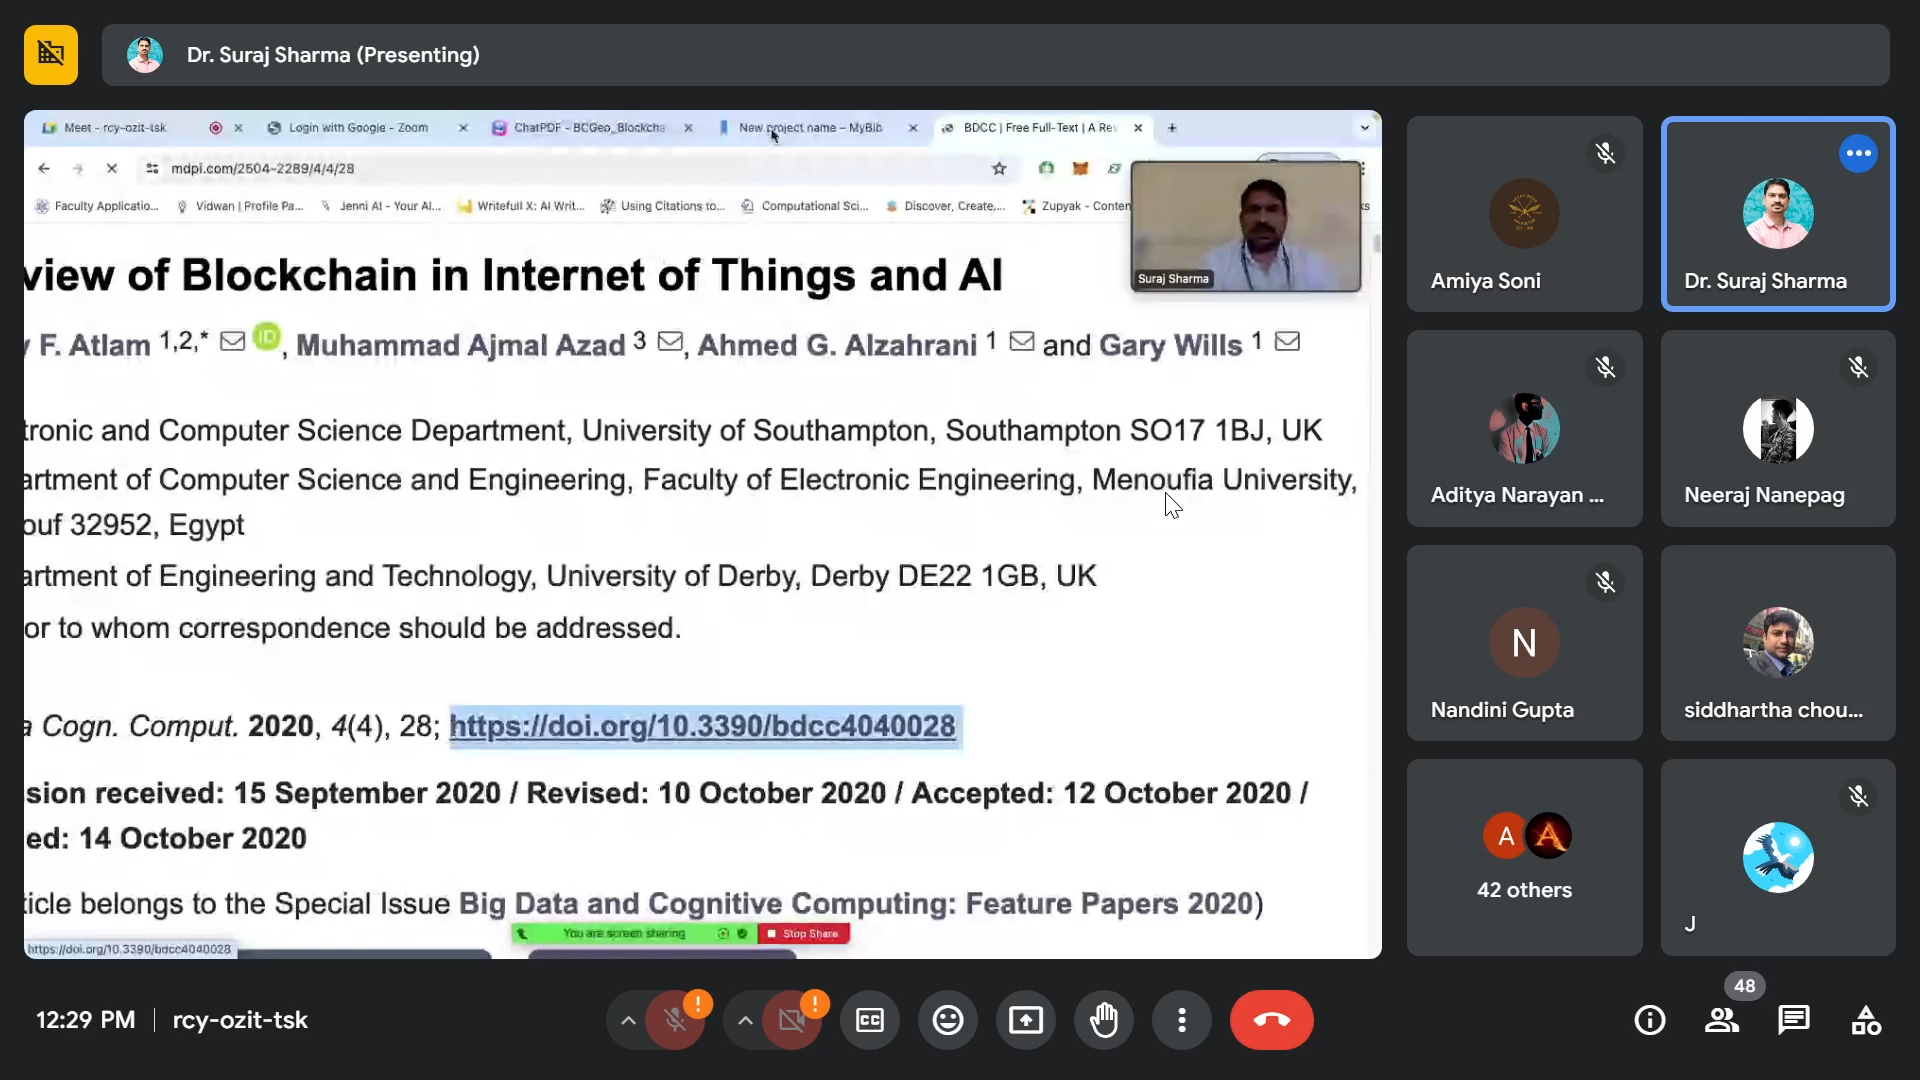 Dr. Suraj Sharma (Presenting)
Meet - rcy-ozit-tsk
Login with Google - Zoom
ChatPDF - BCGeo_Blockcha
New project name – MyBib
BDCC | Free Full-Text | A Rev
mdpi.com/2504-2289/4/4/28
Faculty Applicatio...
Vidwan | Profile Pa...
Jenni AI - Your AI...
Writefull X: AI Writ...
Using Citations to...
Computational Sci...
Discover, Create,...
Zupyak - Conten
Suraj Sharma
view of Blockchain in Internet of Things and AI
F. Atlam 1,2,* , Muhammad Ajmal Azad 3 , Ahmed G. Alzahrani 1 and Gary Wills 1
tronic and Computer Science Department, University of Southampton, Southampton SO17 1BJ, UK
artment of Computer Science and Engineering, Faculty of Electronic Engineering, Menoufia University,
ouf 32952, Egypt
artment of Engineering and Technology, University of Derby, Derby DE22 1GB, UK
or to whom correspondence should be addressed.
a Cogn. Comput. 2020, 4(4), 28; https://doi.org/10.3390/bdcc4040028
sion received: 15 September 2020 / Revised: 10 October 2020 / Accepted: 12 October 2020 /
ed: 14 October 2020
ticle belongs to the Special Issue Big Data and Cognitive Computing: Feature Papers 2020)
You are screen sharing
Stop Share
https://doi.org/10.3390/bdcc4040028
Amiya Soni
Dr. Suraj Sharma
Aditya Narayan ...
Neeraj Nanepag
N
Nandini Gupta
siddhartha chou...
A
42 others
J
12:29 PM
rcy-ozit-tsk
CC
48